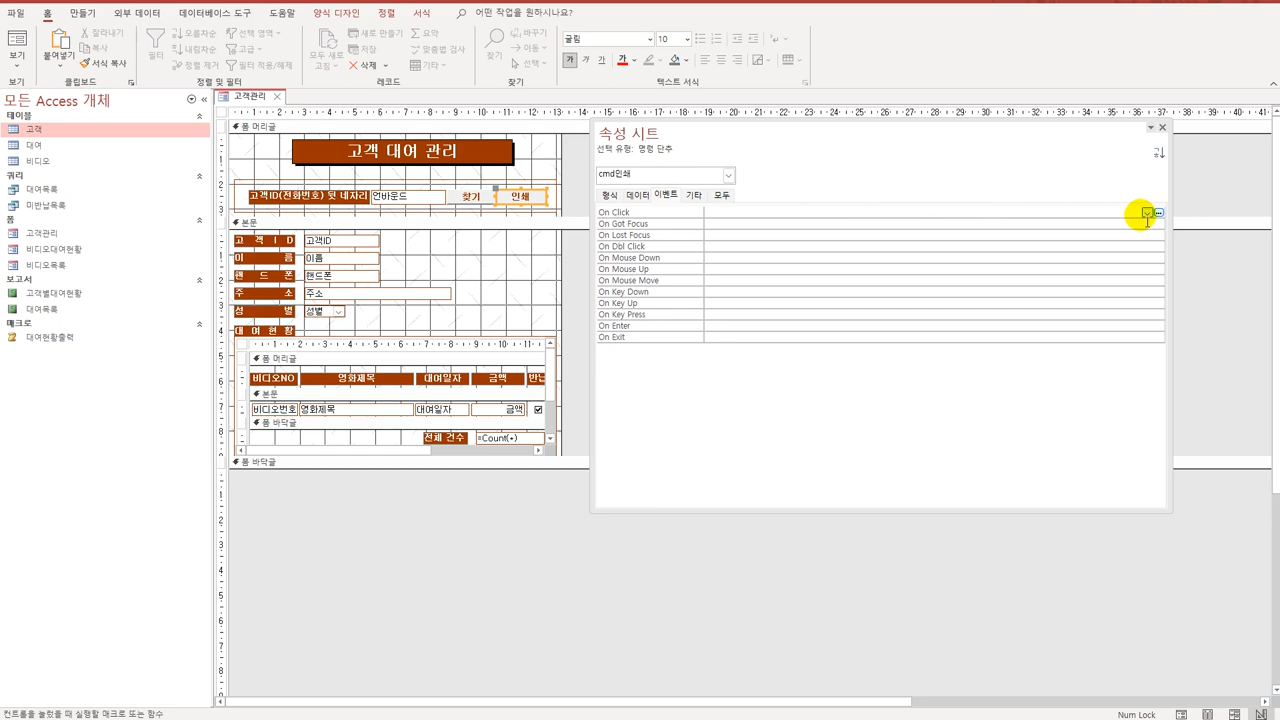 파일 홈 만들기 외부 데이터 데이터베이스 도구 도움말 양식 디자인 정렬 서식 어떤 작업을 원하시나요?
보기
붙여넣기
잘라내기
복사
서식 복사
필터
오름차순
내림차순
정렬 제거
선택 영역
고급
필터 적용/해제
모두 새로
고침
새로 만들기
저장
삭제
요약
맞춤법 검사
기타
찾기
바꾸기
이동
선택
굴림 10
가 가 가 가
보기 클립보드 정렬 및 필터 레코드 찾기 텍스트 서식
모든 Access 개체
테이블
고객
대여
비디오
쿼리
대여목록
미반납목록
폼
고객관리
비디오대여현황
비디오목록
보고서
고객별대여현황
대여목록
매크로
대여현황출력
고객관리
폼 머리글
고객 대여 관리
고객ID(전화번호) 뒷 네자리 언바운드 찾기 인쇄
본문
고 객 I D 고객ID
이 름 이름
핸 드 폰 핸드폰
주 소 주소
성 별 성별
대 여 현 황
폼 머리글
비디오NO 영화제목 대여일자 금액 반납
본문
비디오번호 영화제목 대여일자 금액
폼 바닥글
전체 건수 =Count(*)
폼 바닥글
속성 시트
선택 유형: 명령 단추
cmd인쇄
형식 데이터 이벤트 기타 모두
On Click
On Got Focus
On Lost Focus
On Dbl Click
On Mouse Down
On Mouse Up
On Mouse Move
On Key Down
On Key Up
On Key Press
On Enter
On Exit
컨트롤을 눌렀을 때 실행할 매크로 또는 함수
Num Lock